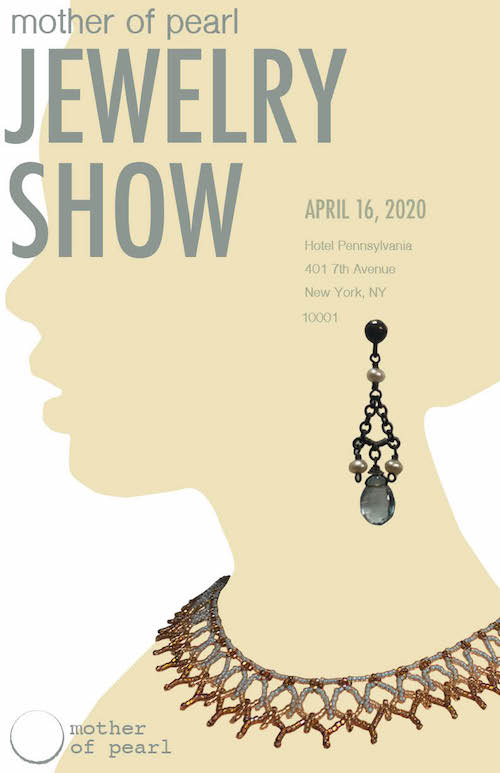 mother of pearl
JEWELRY
SHOW
APRIL 16, 2020
Hotel Pennsylvania
401 7th Avenue
New York, NY
10001
mother
of pearl